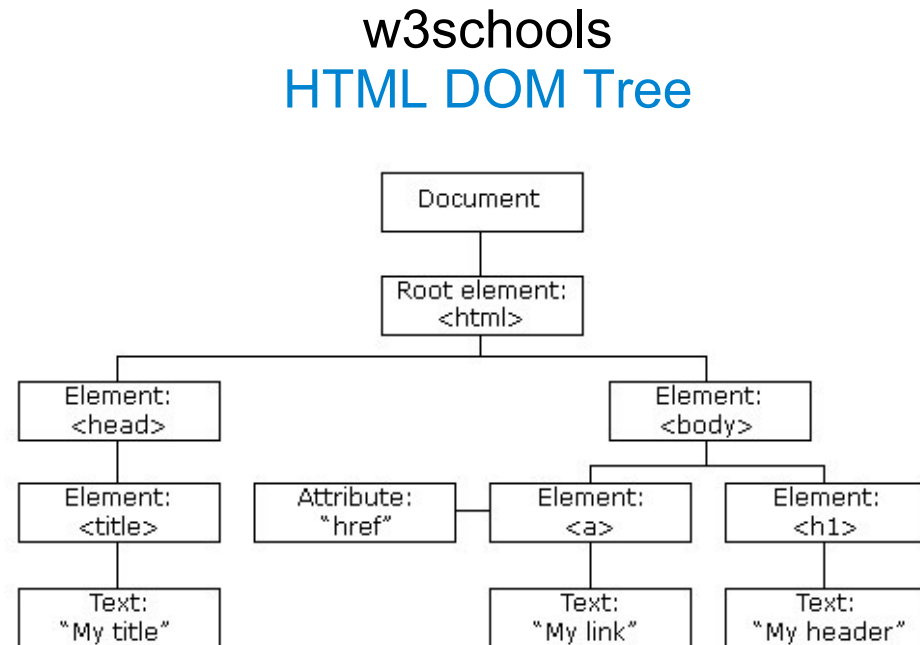 w3schools
HTML DOM Tree
Document
Root element:
<html>
Element:
<head>
Element:
<body>
Element:
<title>
Attribute:
“href”
Element:
<a>
Element:
<h1>
Text:
“My title”
Text:
“My link”
Text:
“My header”